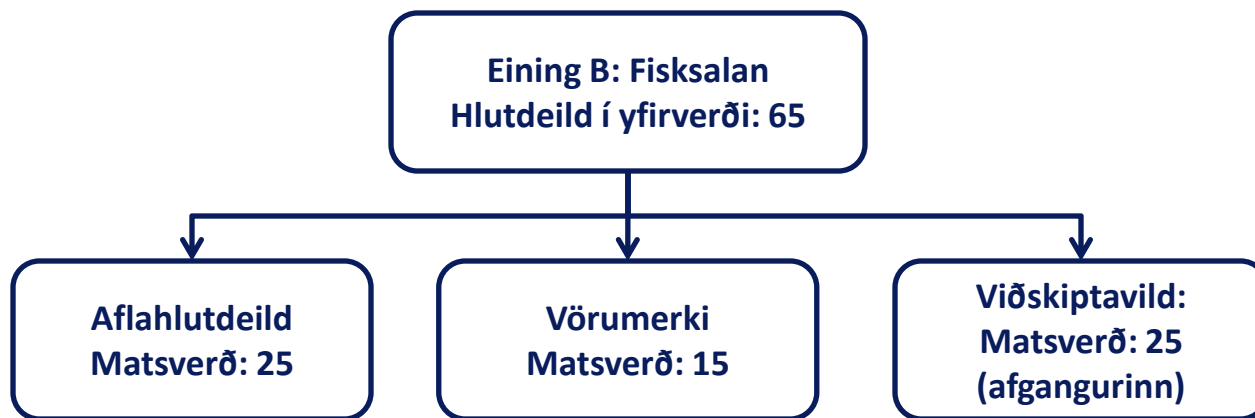 Eining B: Fisksalan
Hlutdeild í yfirverði: 65
Aflahlutdeild
Matsverð: 25
Vörumerki
Matsverð: 15
Viðskiptavild:
Matsverð: 25
(afgangurinn)